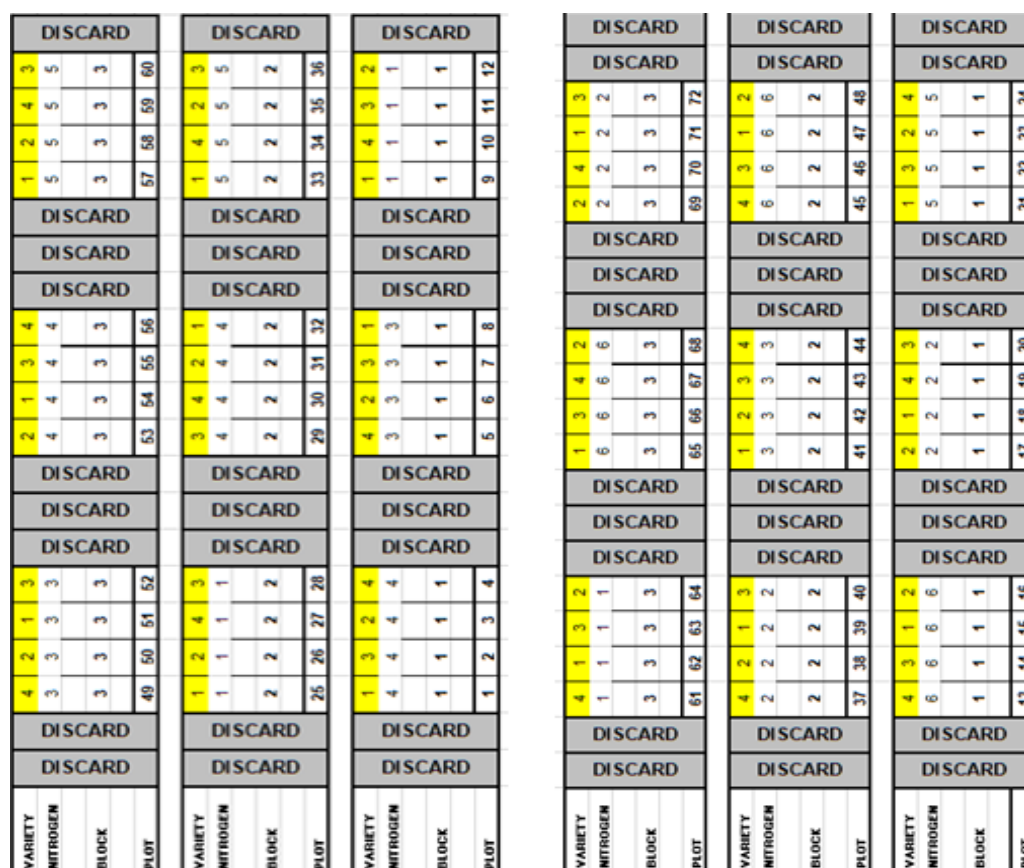 DISCARD DISCARD DISCARD
3 5 3 60 3 5 2 36 2 1 1 12
4 5 3 59 2 5 2 35 3 1 1 11
2 5 3 58 4 5 2 34 4 1 1 10
1 5 3 57 1 5 2 33 1 1 1 9
DISCARD DISCARD DISCARD
DISCARD DISCARD DISCARD
DISCARD DISCARD DISCARD
4 4 3 56 1 4 2 32 1 3 1 8
3 4 3 55 2 4 2 31 3 3 1 7
1 4 3 54 4 4 2 30 2 3 1 6
2 4 3 53 3 4 2 29 4 3 1 5
DISCARD DISCARD DISCARD
DISCARD DISCARD DISCARD
DISCARD DISCARD DISCARD
3 3 3 52 3 1 2 28 4 4 1 4
1 3 3 51 4 1 2 27 2 4 1 3
2 3 3 50 2 1 2 26 3 4 1 2
4 3 3 49 1 1 2 25 1 4 1 1
DISCARD DISCARD DISCARD
DISCARD DISCARD DISCARD
VARIETY NITROGEN BLOCK PLOT VARIETY NITROGEN BLOCK PLOT VARIETY NITROGEN BLOCK PLOT
DISCARD DISCARD DISCARD
DISCARD DISCARD DISCARD
3 2 3 72 2 6 2 48 4 5 1
1 2 3 71 1 6 2 47 2 5 1
4 2 3 70 3 6 2 46 3 5 1
2 2 3 69 4 6 2 45 1 5 1
DISCARD DISCARD DISCARD
DISCARD DISCARD DISCARD
DISCARD DISCARD DISCARD
2 6 3 68 4 3 2 44 3 2 1
4 6 3 67 3 3 2 43 4 2 1
3 6 3 66 2 3 2 42 1 2 1
1 6 3 65 1 3 2 41 2 2 1
DISCARD DISCARD DISCARD
DISCARD DISCARD DISCARD
DISCARD DISCARD DISCARD
2 1 3 64 3 2 2 40 2 6 1
3 1 3 63 1 2 2 39 1 6 1
1 1 3 62 2 2 2 38 3 6 1
4 1 3 61 4 2 2 37 4 6 1
DISCARD DISCARD DISCARD
DISCARD DISCARD DISCARD
VARIETY NITROGEN BLOCK PLOT VARIETY NITROGEN BLOCK PLOT VARIETY NITROGEN BLOCK